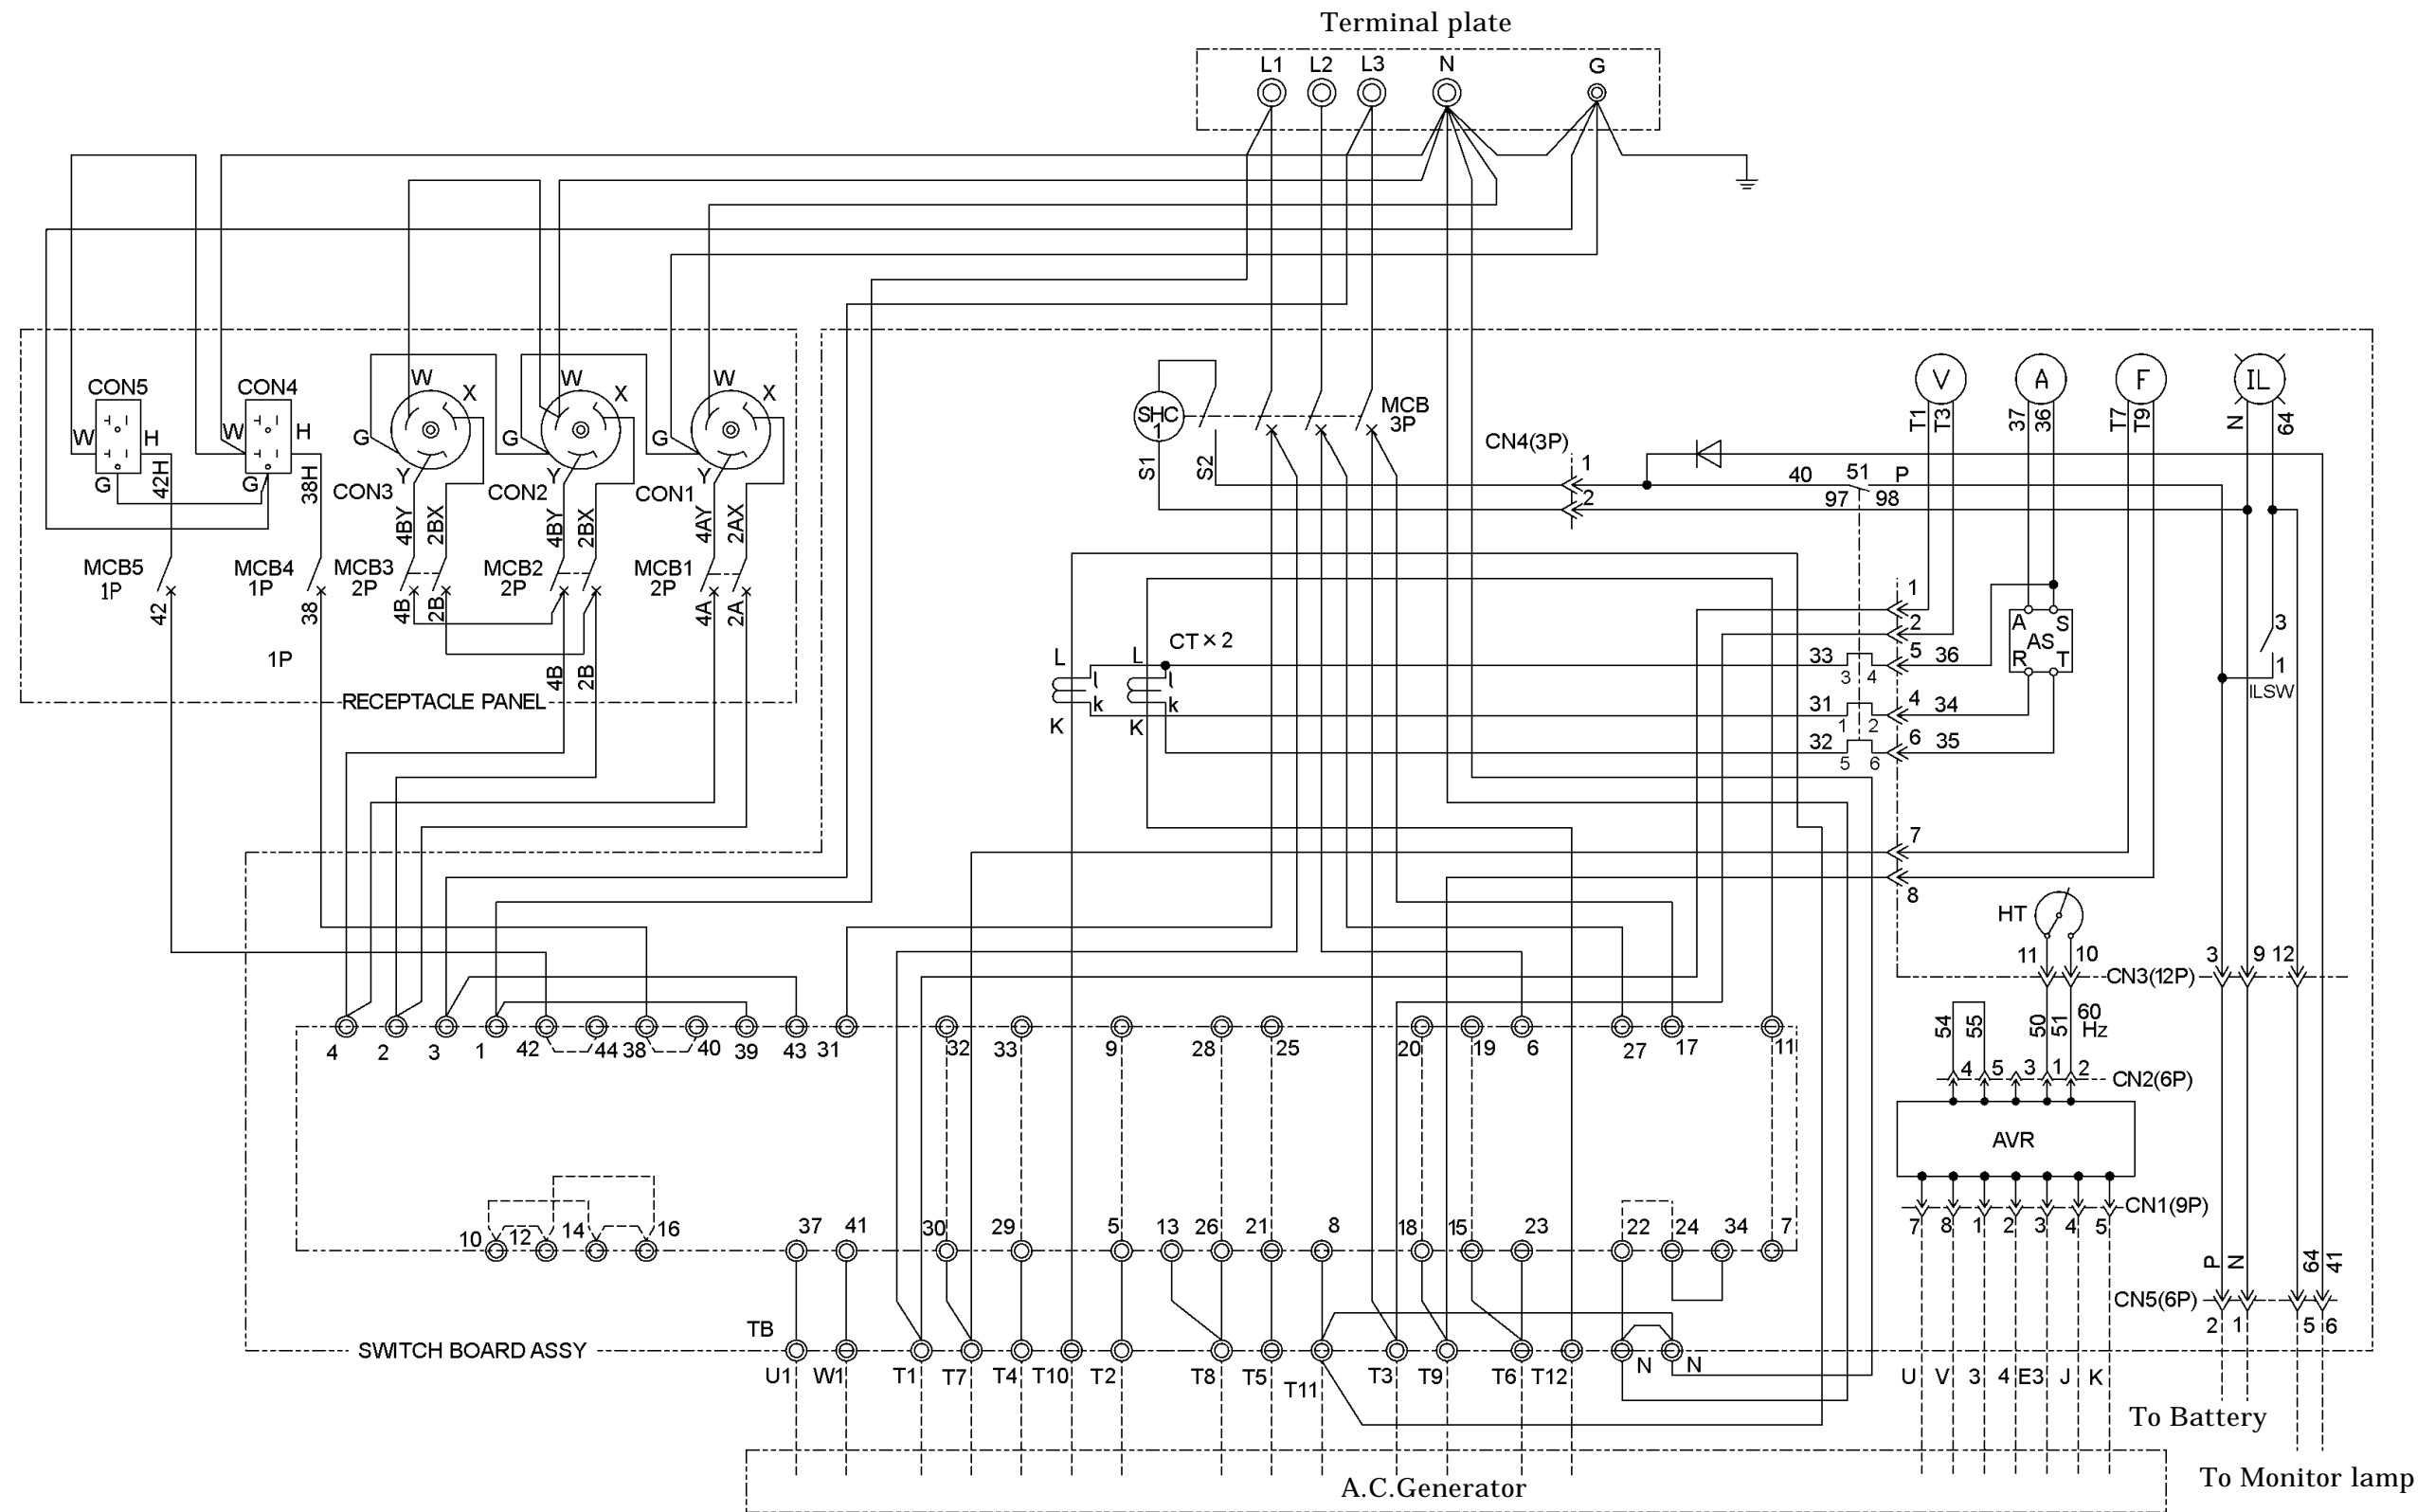 Terminal plate
L1 L2 L3 N G
CON5 CON4 W X W X W X
W H W H G G G
G 42H G 38H CON3 Y CON2 Y CON1 Y
4BY 2BX 4BY 2BX 4AY 2AX
MCB5 1P MCB4 1P MCB3 2P MCB2 2P MCB1 2P
42 38 4B 2B 4A 2A
1P
4B 2B
RECEPTACLE PANEL
SHC 1
MCB 3P
S1 S2
CN4(3P) 1 2
V A F IL
T1 T3 37 36 T7 T9 N 64
40 51 P
97 98
1
2
CT×2
L L l l
k k
K K
33 3 4 5 36
31 1 2 4 34
32 5 6 6 35
A S
AS
R T
3
1
ILSW
7
8
HT
11 10 3 9 12
CN3(12P)
54 55 50 51 60 Hz
4 5 3 1 2 CN2(6P)
AVR
CN1(9P)
7 8 1 2 3 4 5
4 2 3 1 42 44 38 40 39 43 31 32 33 9 28 25 20 19 6 27 17 11
10 12 14 16 37 41 30 29 5 13 26 21 8 18 15 23 22 24 34 7
P N 64 41
CN5(6P)
2 1 5 6
TB
SWITCH BOARD ASSY
U1 W1 T1 T7 T4 T10 T2 T8 T5 T11 T3 T9 T6 T12 N N
U V 3 4 E3 J K
To Battery
To Monitor lamp
A.C.Generator